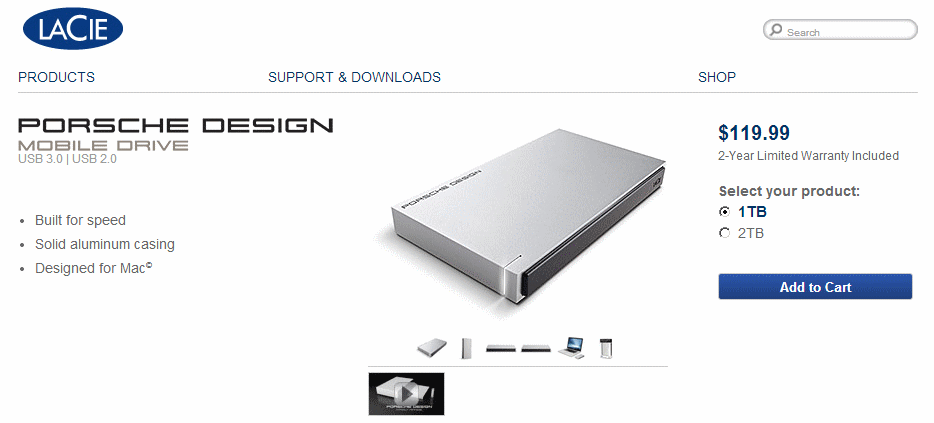 LACIE
Search
PRODUCTS
SUPPORT & DOWNLOADS
SHOP
PORSCHE DESIGN
MOBILE DRIVE
USB 3.0 | USB 2.0
Built for speed
Solid aluminum casing
Designed for Mac©
PORSCHE DESIGN
$119.99
2-Year Limited Warranty Included
Select your product:
1TB
2TB
Add to Cart
PORSCHE DESIGN